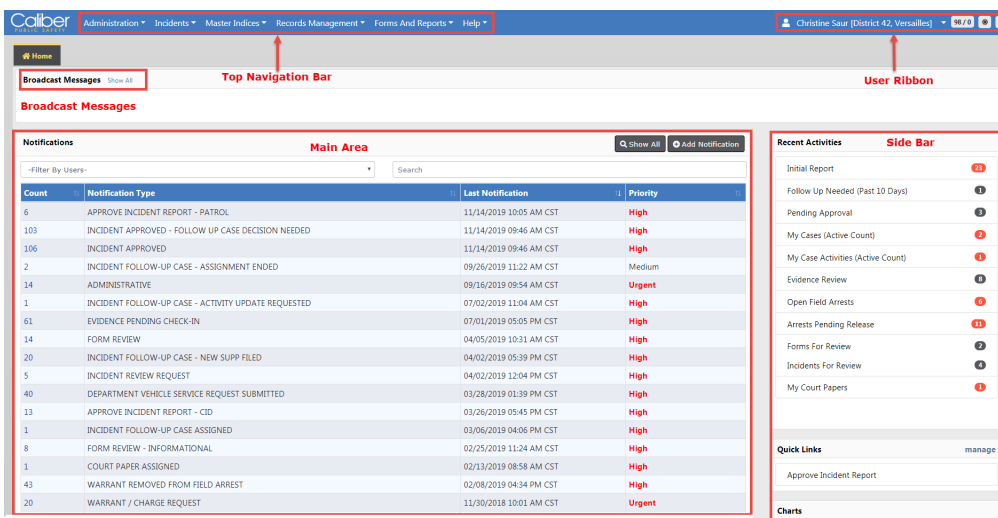 Caliber
PUBLIC SAFETY
Administration Incidents Master Indices Records Management Forms And Reports Help
Christine Saur [District 42, Versailles] 98/0
Home
Broadcast Messages Show All
Top Navigation Bar
User Ribbon
Broadcast Messages
Notifications
Main Area
Show All Add Notification
-Filter By Users- Search
Count Notification Type Last Notification Priority
6 APPROVE INCIDENT REPORT - PATROL 11/14/2019 10:05 AM CST High
103 INCIDENT APPROVED - FOLLOW UP CASE DECISION NEEDED 11/14/2019 09:46 AM CST High
106 INCIDENT APPROVED 11/14/2019 09:46 AM CST High
2 INCIDENT FOLLOW-UP CASE - ASSIGNMENT ENDED 09/26/2019 11:22 AM CST Medium
14 ADMINISTRATIVE 09/16/2019 09:54 AM CST Urgent
1 INCIDENT FOLLOW-UP CASE - ACTIVITY UPDATE REQUESTED 07/02/2019 11:04 AM CST High
61 EVIDENCE PENDING CHECK-IN 07/01/2019 05:05 PM CST High
14 FORM REVIEW 04/05/2019 10:31 AM CST High
20 INCIDENT FOLLOW-UP CASE - NEW SUPP FILED 04/02/2019 05:39 PM CST High
5 INCIDENT REVIEW REQUEST 04/02/2019 12:04 PM CST High
40 DEPARTMENT VEHICLE SERVICE REQUEST SUBMITTED 03/28/2019 01:39 PM CST High
13 APPROVE INCIDENT REPORT - CID 03/26/2019 05:45 PM CST High
1 INCIDENT FOLLOW-UP CASE ASSIGNED 03/06/2019 04:06 PM CST High
8 FORM REVIEW - INFORMATIONAL 02/25/2019 11:24 AM CST High
1 COURT PAPER ASSIGNED 02/13/2019 08:58 AM CST High
43 WARRANT REMOVED FROM FIELD ARREST 02/08/2019 04:34 PM CST High
20 WARRANT / CHARGE REQUEST 11/30/2018 10:01 AM CST Urgent
Recent Activities
Side Bar
Initial Report 23
Follow Up Needed (Past 10 Days) 1
Pending Approval 3
My Cases (Active Count) 2
My Case Activities (Active Count) 1
Evidence Review 8
Open Field Arrests 6
Arrests Pending Release 11
Forms For Review 2
Incidents For Review 4
My Court Papers 1
Quick Links manage
Approve Incident Report
Charts